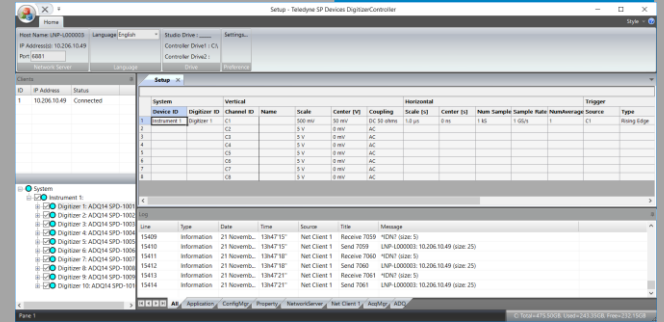 Setup - Teledyne SP Devices DigitizerController
Home
Style
Host Name: LNP-L000003
Language English
Studio Drive :
Settings...
IP Address(s): 10.206.10.49
Controller Drive1 : C:\
Port: 6681
Controller Drive2 :
Network Server
Language
Drive
Preference
Clients
Setup
ID IP Address Status
1 10.206.10.49 Connected
System Vertical Horizontal Trigger
Device ID Digitizer ID Channel ID Name Scale Center [V] Coupling Scale [s] Center [s] Num Sample Sample Rate NumAverage Source Type
1 Instrument 1 Digitizer 1 C1 500 mV 50 mV DC 50 ohms 1.0 µs 0 ns 1 kS 1 GS/s 1 C1 Rising Edge
2 C2 5 V 0 mV AC
3 C3 5 V 0 mV AC
4 C4 5 V 0 mV AC
5 C5 5 V 0 mV AC
6 C6 5 V 0 mV AC
7 C7 5 V 0 mV AC
8 C8 5 V 0 mV AC
System
Instrument 1:
Digitizer 1: ADQ14 SPD-1001
Digitizer 2: ADQ14 SPD-1002
Digitizer 3: ADQ14 SPD-1003
Digitizer 4: ADQ14 SPD-1004
Digitizer 5: ADQ14 SPD-1005
Digitizer 6: ADQ14 SPD-1006
Digitizer 7: ADQ14 SPD-1007
Digitizer 8: ADQ14 SPD-1008
Digitizer 9: ADQ14 SPD-1009
Digitizer 10: ADQ14 SPD-101
Log
Line Type Date Time Source Title Message
15409 Information 21 Novemb... 13h47'15" Net Client 1 Receive 7059 *IDN? (size: 5)
15410 Information 21 Novemb... 13h47'15" Net Client 1 Send 7059 LNP-L000003: 10.206.10.49 (size: 25)
15411 Information 21 Novemb... 13h47'18" Net Client 1 Receive 7060 *IDN? (size: 5)
15412 Information 21 Novemb... 13h47'18" Net Client 1 Send 7060 LNP-L000003: 10.206.10.49 (size: 25)
15413 Information 21 Novemb... 13h47'21" Net Client 1 Receive 7061 *IDN? (size: 5)
15414 Information 21 Novemb... 13h47'21" Net Client 1 Send 7061 LNP-L000003: 10.206.10.49 (size: 25)
All Application ConfigMgr Property NetworkServer Net Client 1 AcqMgr ADQ
Pane 1
C: Total=475.50GB, Used=243.35GB, Free=232.15GB